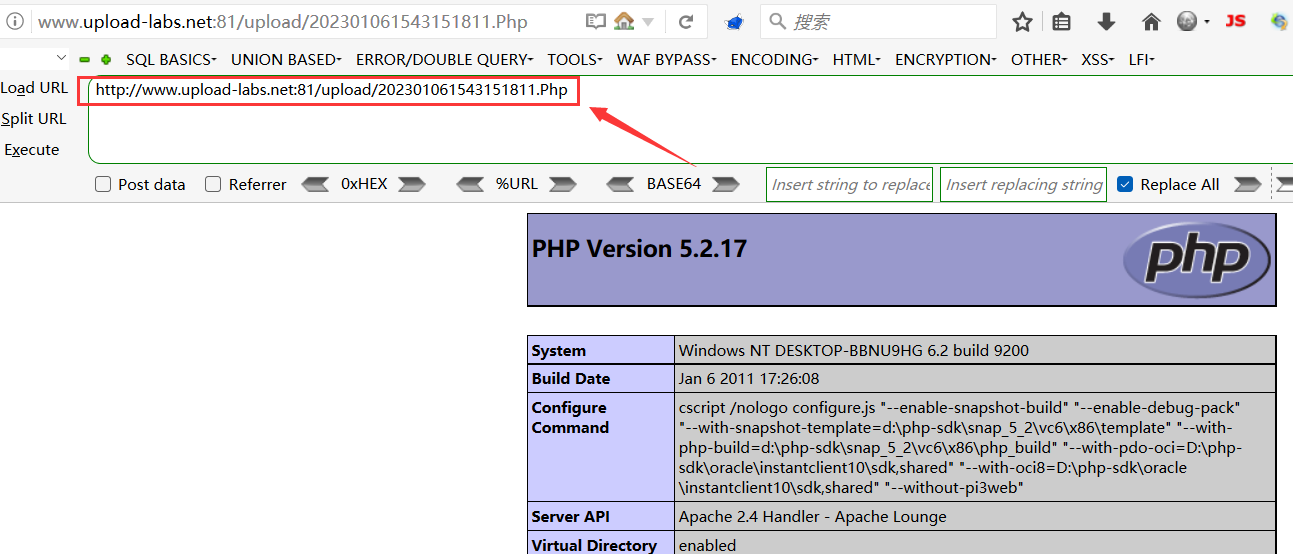 www.upload-labs.net:81/upload/202301061543151811.Php
搜索
JS
SQL BASICS UNION BASED ERROR/DOUBLE QUERY TOOLS WAF BYPASS ENCODING HTML ENCRYPTION OTHER XSS LFI
Load URL
http://www.upload-labs.net:81/upload/202301061543151811.Php
Split URL
Execute
Post data Referrer 0xHEX %URL BASE64 Insert string to replace Insert replacing string Replace All
PHP Version 5.2.17
php
System Windows NT DESKTOP-BBNU9HG 6.2 build 9200
Build Date Jan 6 2011 17:26:08
Configure Command cscript /nologo configure.js "--enable-snapshot-build" "--enable-debug-pack"
"--with-snapshot-template=d:\php-sdk\snap_5_2\vc6\x86\template" "--with-
php-build=d:\php-sdk\snap_5_2\vc6\x86\php_build" "--with-pdo-oci=D:\php-
sdk\oracle\instantclient10\sdk,shared" "--with-oci8=D:\php-sdk\oracle
\instantclient10\sdk,shared" "--without-pi3web"
Server API Apache 2.4 Handler - Apache Lounge
Virtual Directory enabled